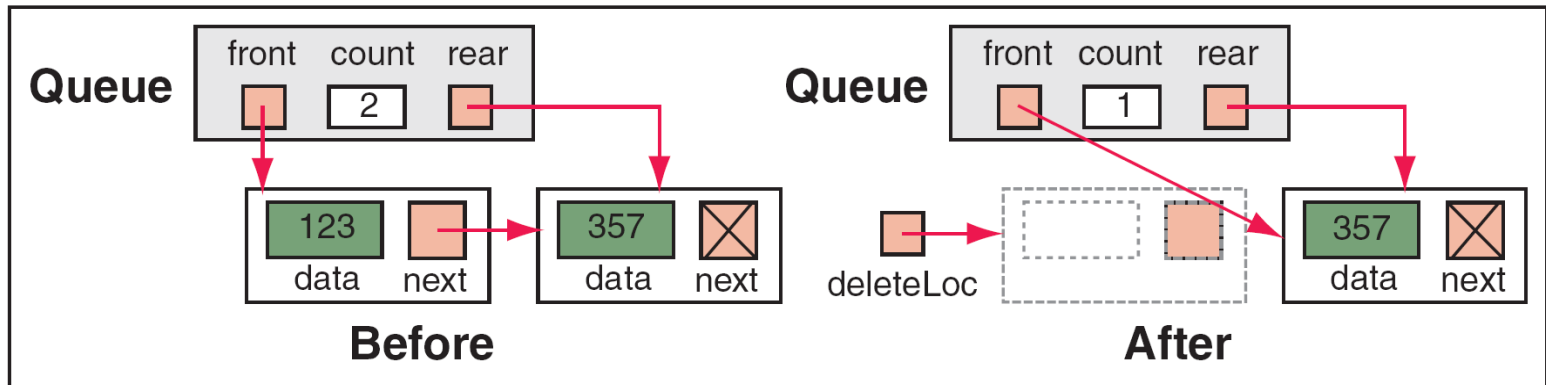 front count rear
Queue
2
123
data next
357
data next
Before
front count rear
Queue
1
deleteLoc
357
data next
After